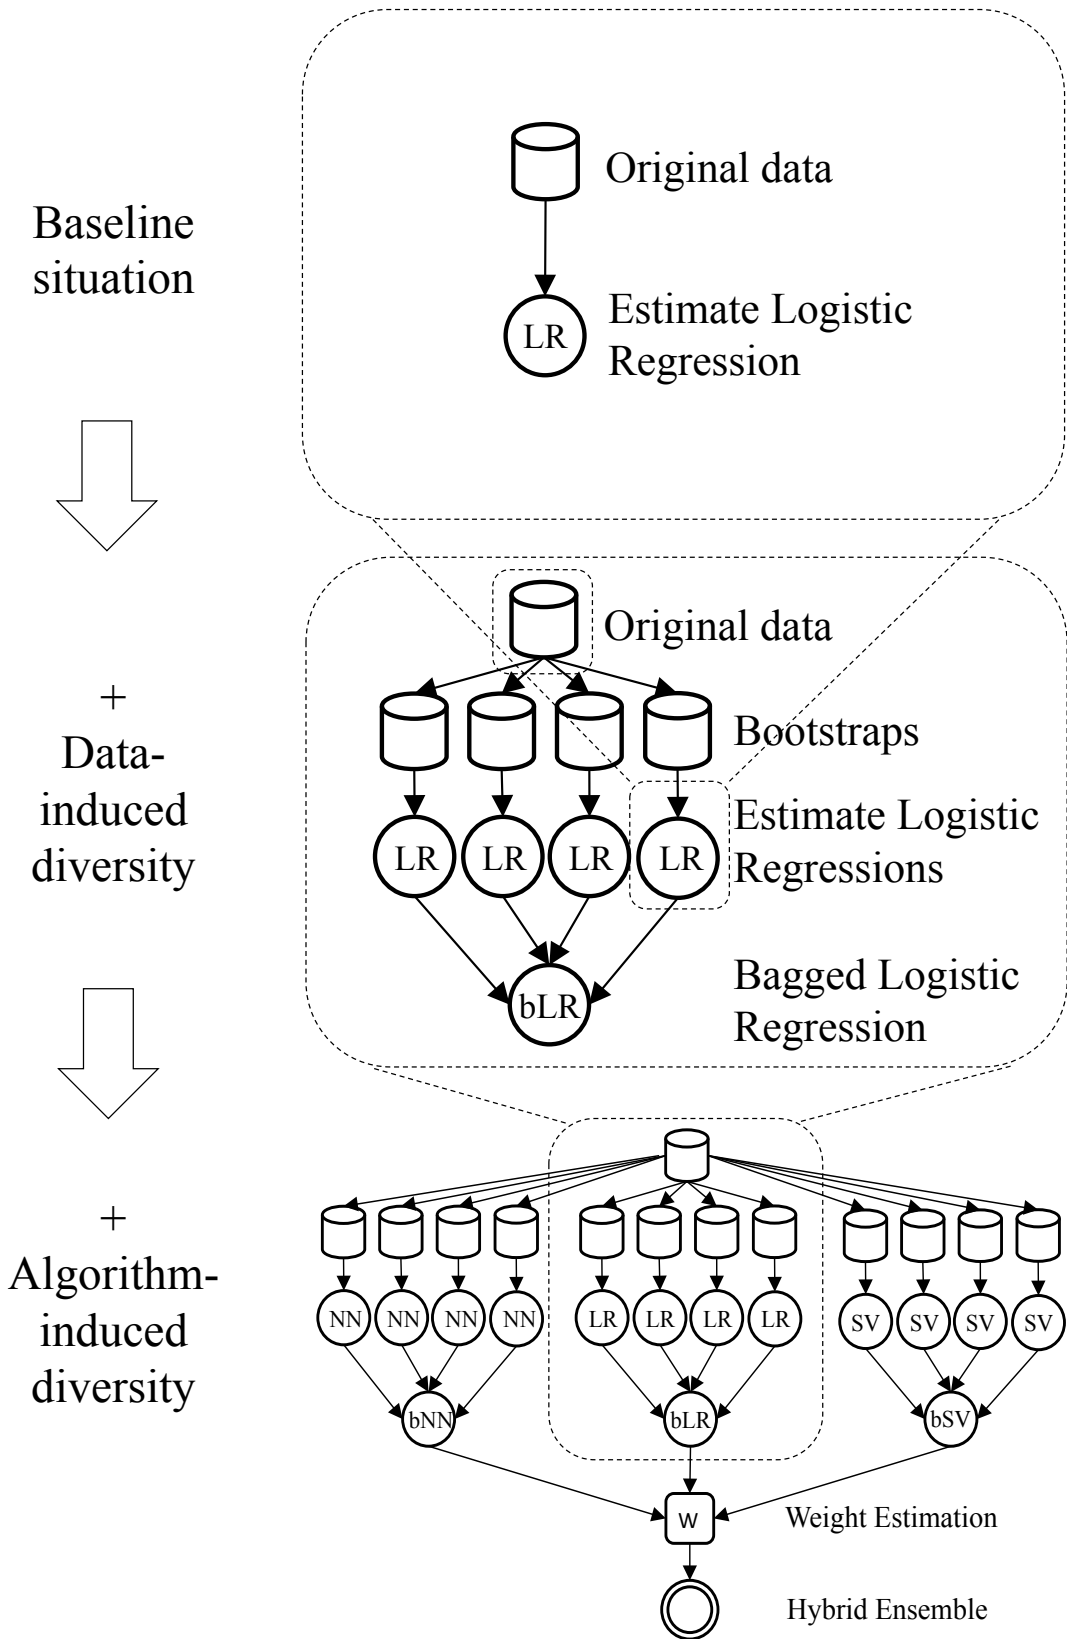 Original data
Baseline
situation
Estimate Logistic
Regression
LR
Original data
+
Data-
induced
diversity
Bootstraps
Estimate Logistic
Regressions
LR LR LR LR
Bagged Logistic
Regression
bLR
+
Algorithm-
induced
diversity
NN NN NN NN LR LR LR LR SV SV SV SV
bNN bLR bSV
W
Weight Estimation
Hybrid Ensemble